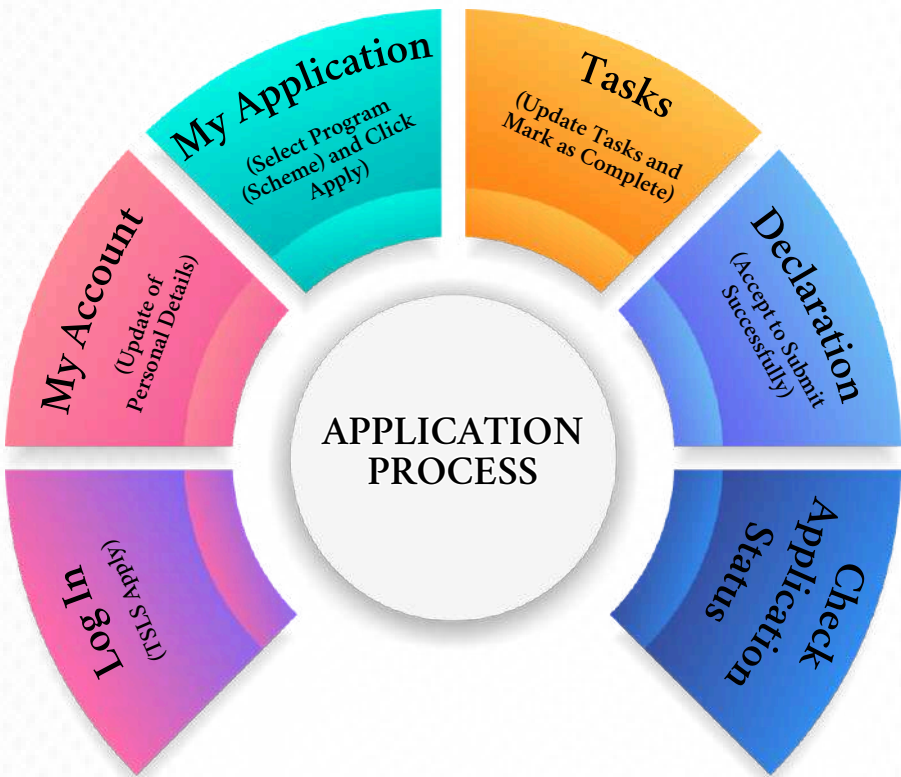 Log In
(TSLS Apply)
My Account
(Update of
Personal Details)
My Application
(Select Program
(Scheme) and Click
Apply)
Tasks
(Update Tasks and
Mark as Complete)
Declaration
(Accept to Submit
Successfully)
Check
Application
Status
APPLICATION
PROCESS